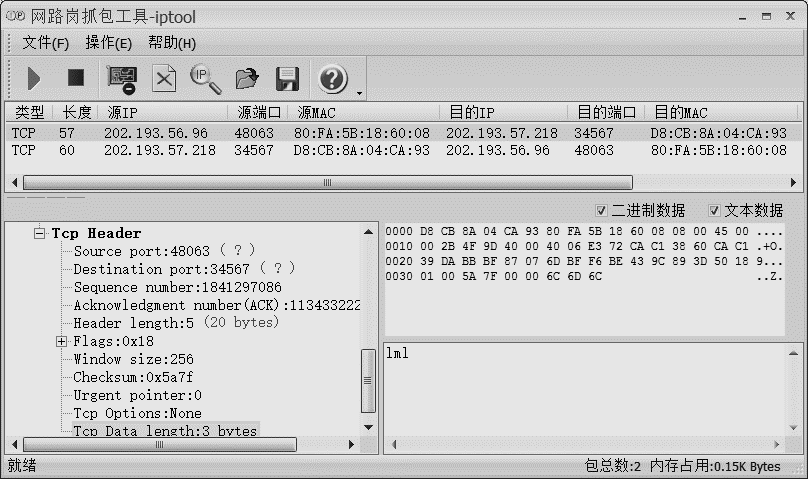 网路岗抓包工具-iptool
文件(F) 操作(E) 帮助(H)
类型 长度 源IP 源端口 源MAC 目的IP 目的端口 目的MAC
TCP 57 202.193.56.96 48063 80:FA:5B:18:60:08 202.193.57.218 34567 D8:CB:8A:04:CA:93
TCP 60 202.193.57.218 34567 D8:CB:8A:04:CA:93 202.193.56.96 48063 80:FA:5B:18:60:08
二进制数据 文本数据
Tcp Header
Source port:48063 (?)
Destination port:34567 (?)
Sequence number:1841297086
Acknowledgment number(ACK):113433222
Header length:5 (20 bytes)
Flags:0x18
Window size:256
Checksum:0x5a7f
Urgent pointer:0
Tcp Options:None
Tcp Data length:3 bytes
0000 D8 CB 8A 04 CA 93 80 FA 5B 18 60 08 08 00 45 00 ....
0010 00 2B 4F 9D 40 00 40 06 E3 72 CA C1 38 60 CA C1 .+O.
0020 39 DA BB BF 87 07 6D BF F6 BE 43 9C 89 3D 50 18 9...
0030 01 00 5A 7F 00 00 6C 6D 6C ..Z.
lml
就绪
包总数:2 内存占用:0.15K Bytes